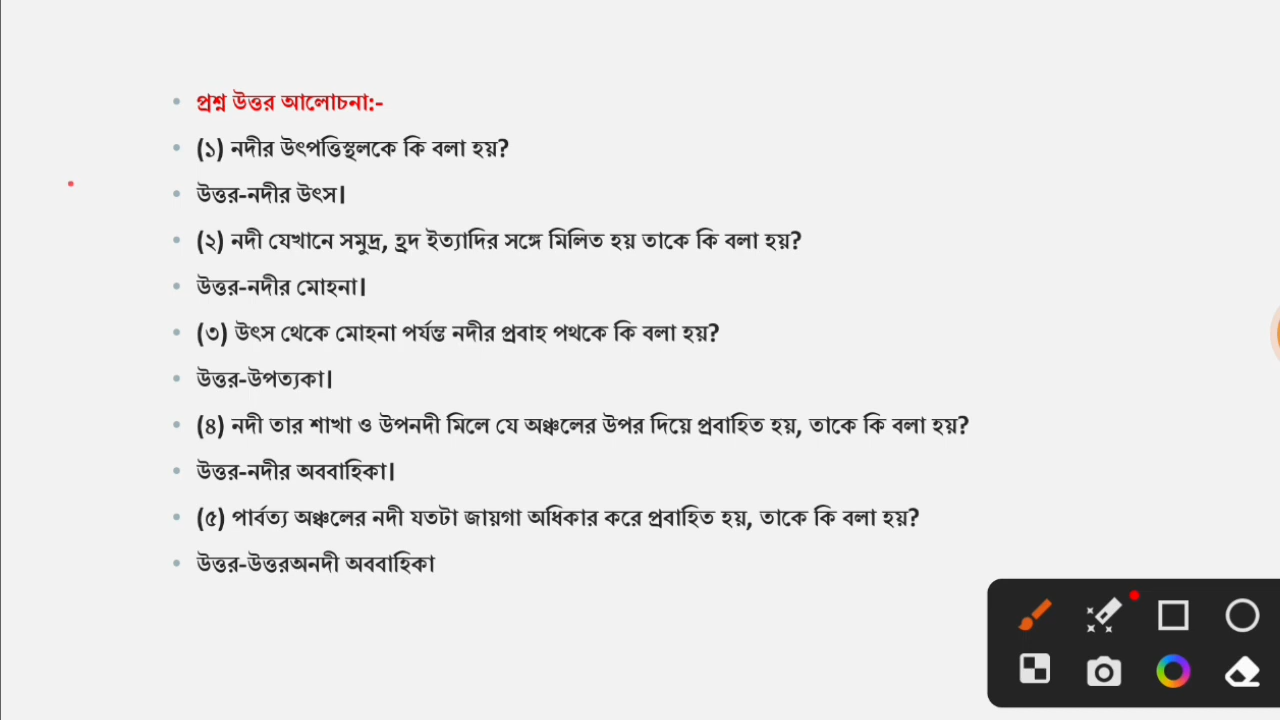 প্রশ্ন উত্তর আলোচনা:-
(১) নদীর উৎপত্তিস্থলকে কি বলা হয়?
উত্তর-নদীর উৎস।
(২) নদী যেখানে সমুদ্র, হ্রদ ইত্যাদির সঙ্গে মিলিত হয় তাকে কি বলা হয়?
উত্তর-নদীর মোহনা।
(৩) উৎস থেকে মোহনা পর্যন্ত নদীর প্রবাহ পথকে কি বলা হয়?
উত্তর-উপত্যকা।
(৪) নদী তার শাখা ও উপনদী মিলে যে অঞ্চলের উপর দিয়ে প্রবাহিত হয়, তাকে কি বলা হয়?
উত্তর-নদীর অববাহিকা।
(৫) পার্বত্য অঞ্চলের নদী যতটা জায়গা অধিকার করে প্রবাহিত হয়, তাকে কি বলা হয়?
উত্তর-উত্তরঅনদী অববাহিকা